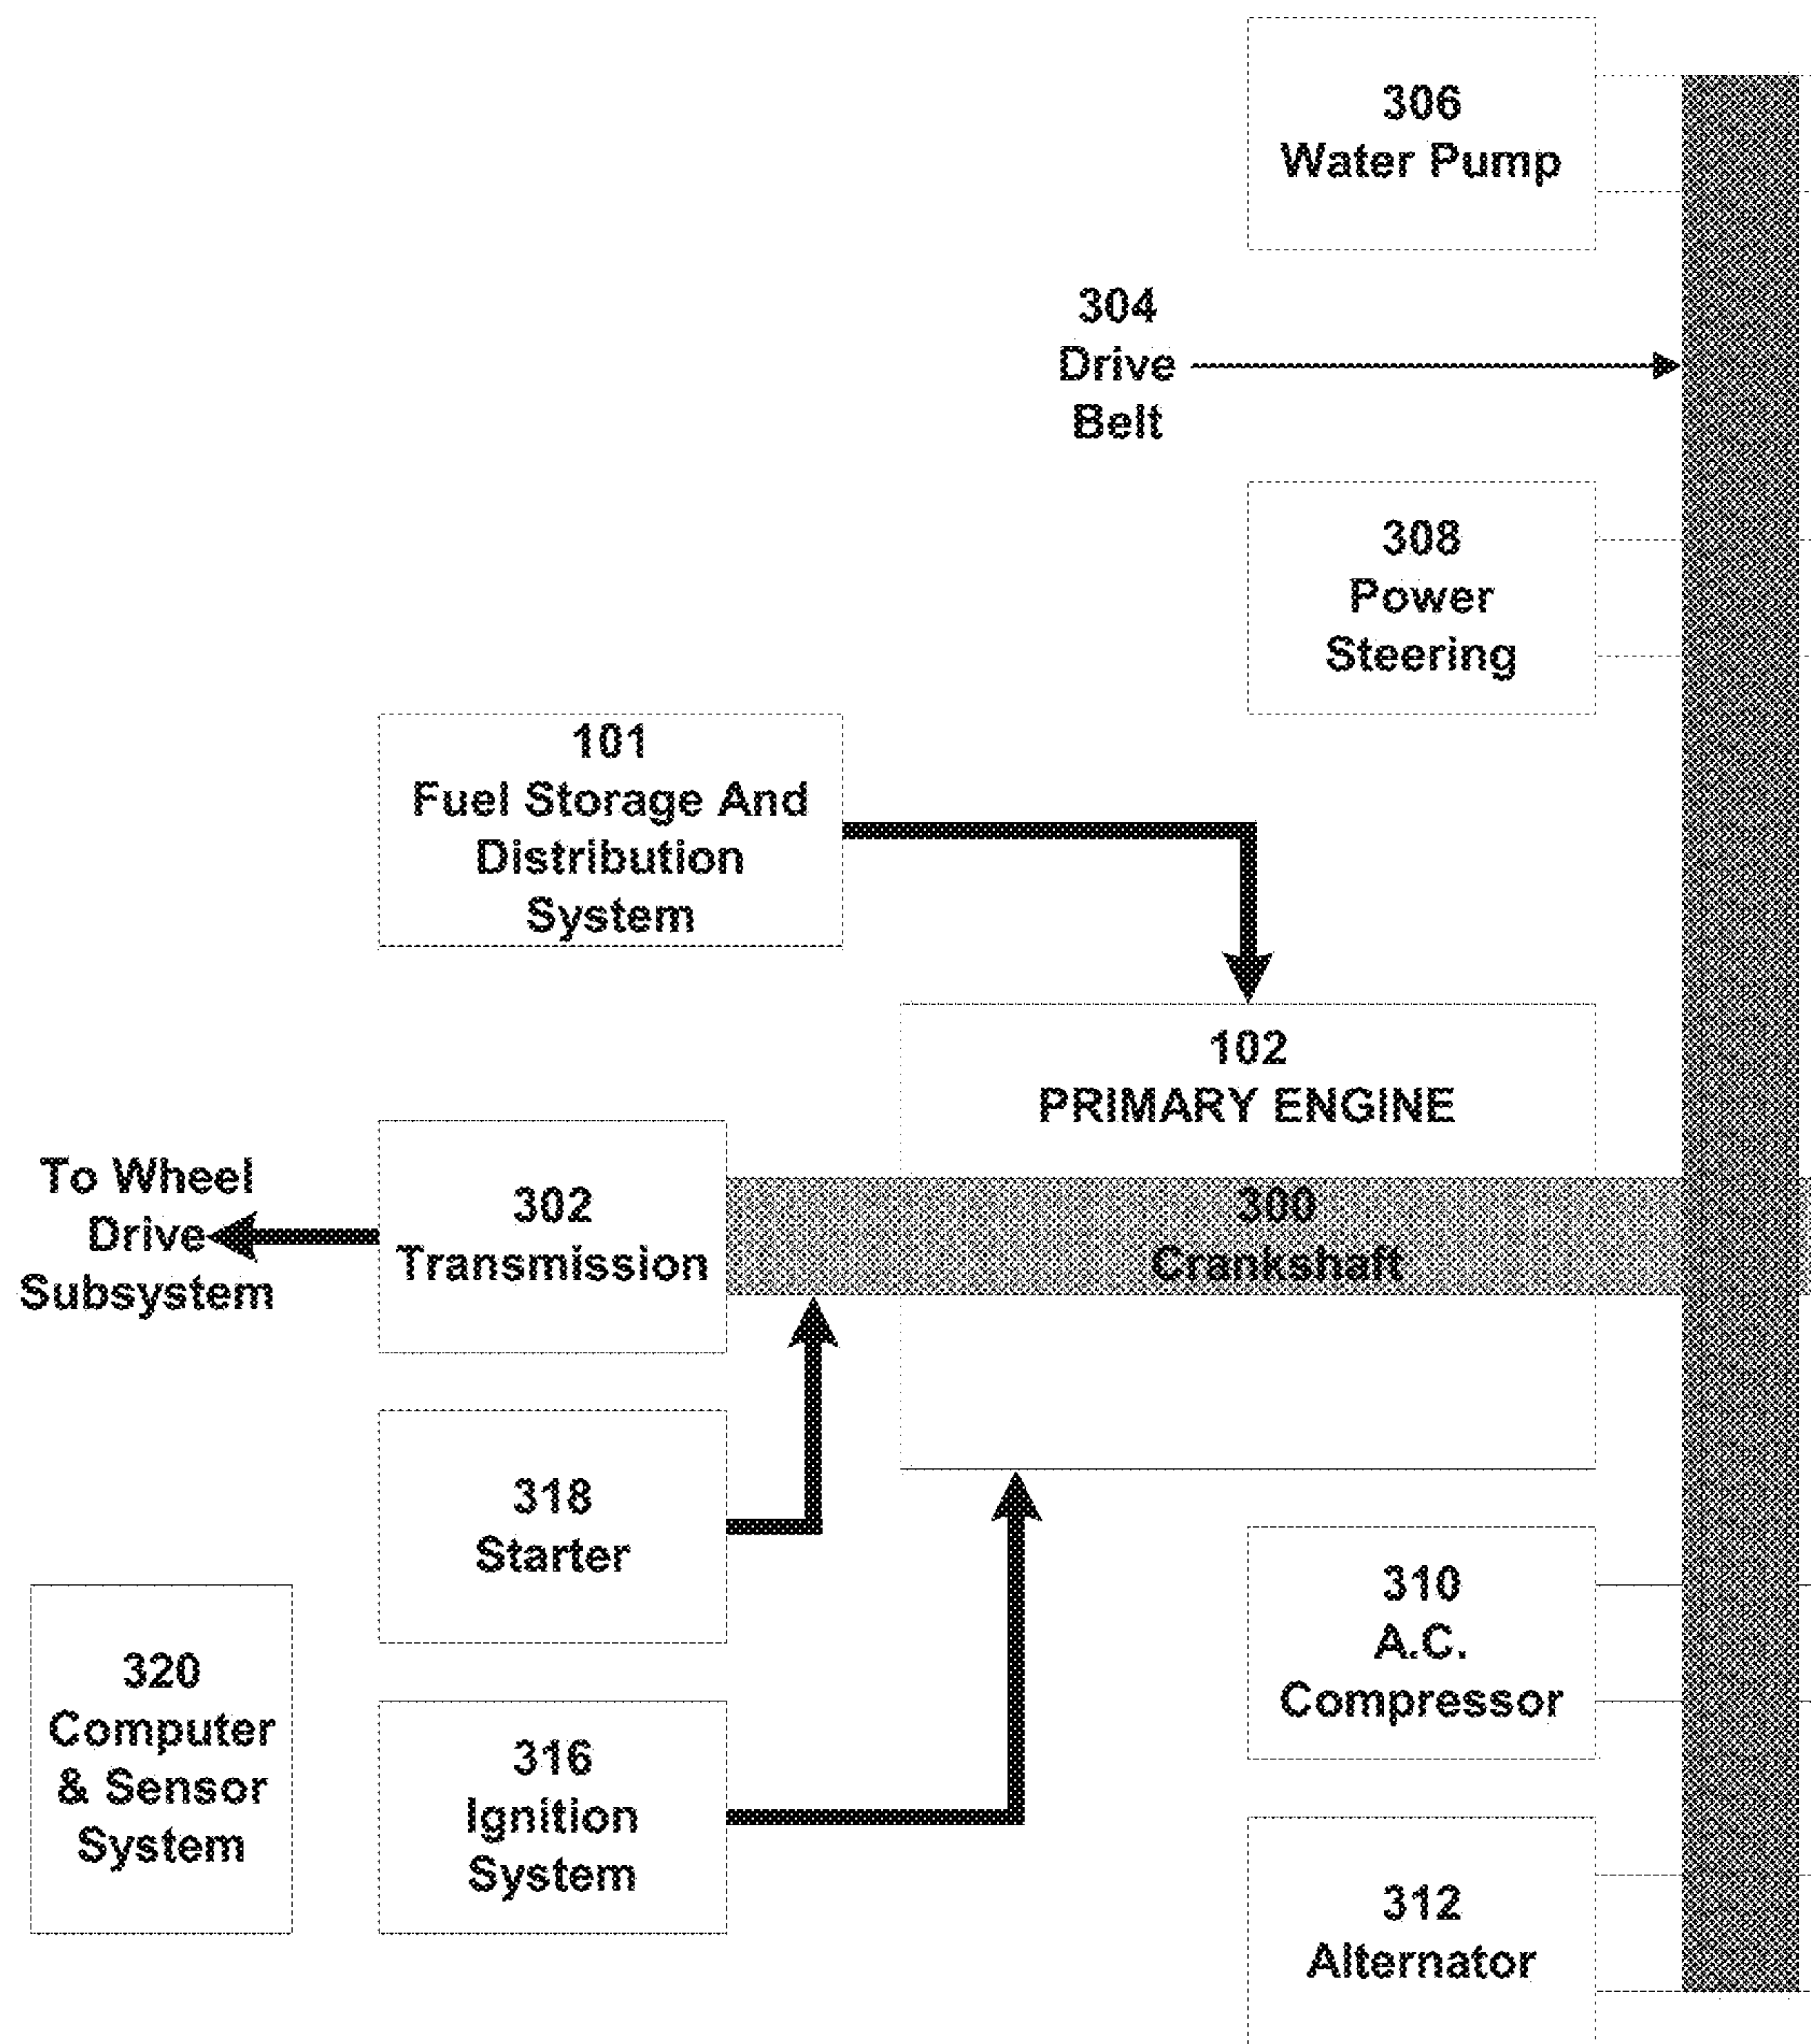 306
Water Pump
304
Drive
Belt
308
Power
Steering
101
Fuel Storage And
Distribution
System
102
PRIMARY ENGINE
To Wheel
Drive
Subsystem
302
Transmission
300
Crankshaft
318
Starter
310
A.C.
Compressor
320
Computer
& Sensor
System
316
Ignition
System
312
Alternator